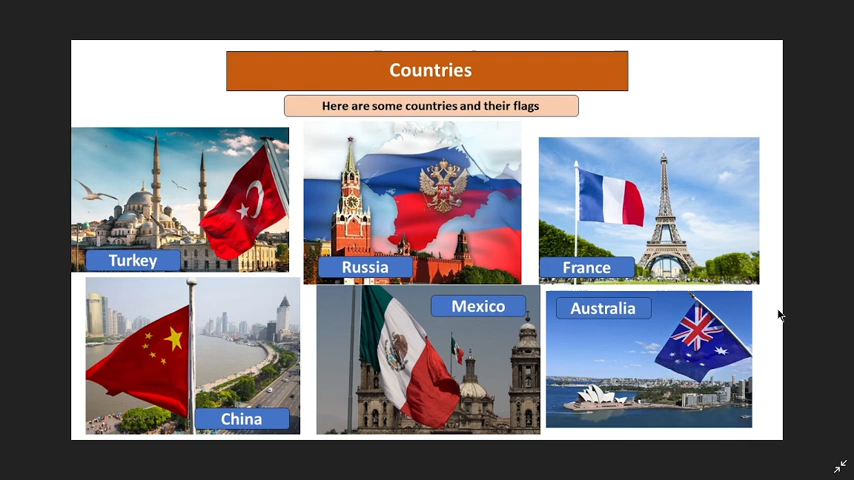 Countries
Here are some countries and their flags
Turkey
Russia
France
China
Mexico
Australia